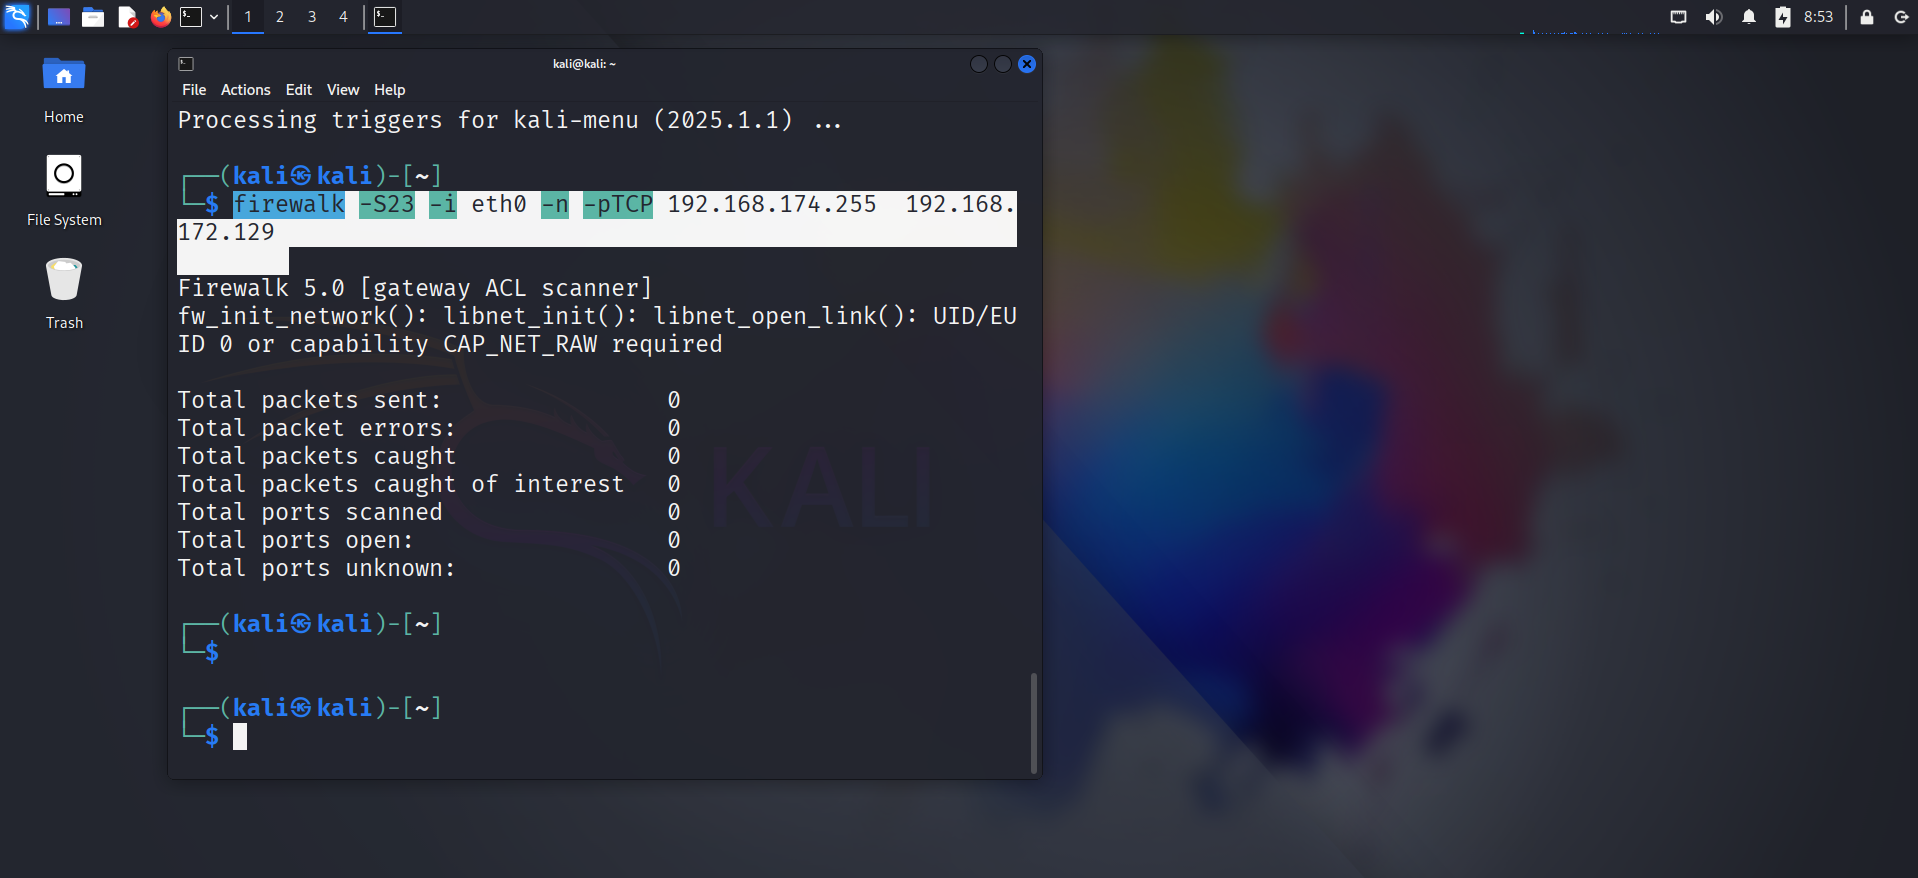 1 2 3 4
8:53
Home
File System
Trash
kali@kali: ~
File Actions Edit View Help
Processing triggers for kali-menu (2025.1.1) ...
┌──(kali㉿kali)-[~]
└─$ firewalk -S23 -i eth0 -n -pTCP 192.168.174.255  192.168.
172.129
Firewalk 5.0 [gateway ACL scanner]
fw_init_network(): libnet_init(): libnet_open_link(): UID/EU
ID 0 or capability CAP_NET_RAW required
Total packets sent: 0
Total packet errors: 0
Total packets caught 0
Total packets caught of interest 0
Total ports scanned 0
Total ports open: 0
Total ports unknown: 0
┌──(kali㉿kali)-[~]
└─$
┌──(kali㉿kali)-[~]
└─$
KALI